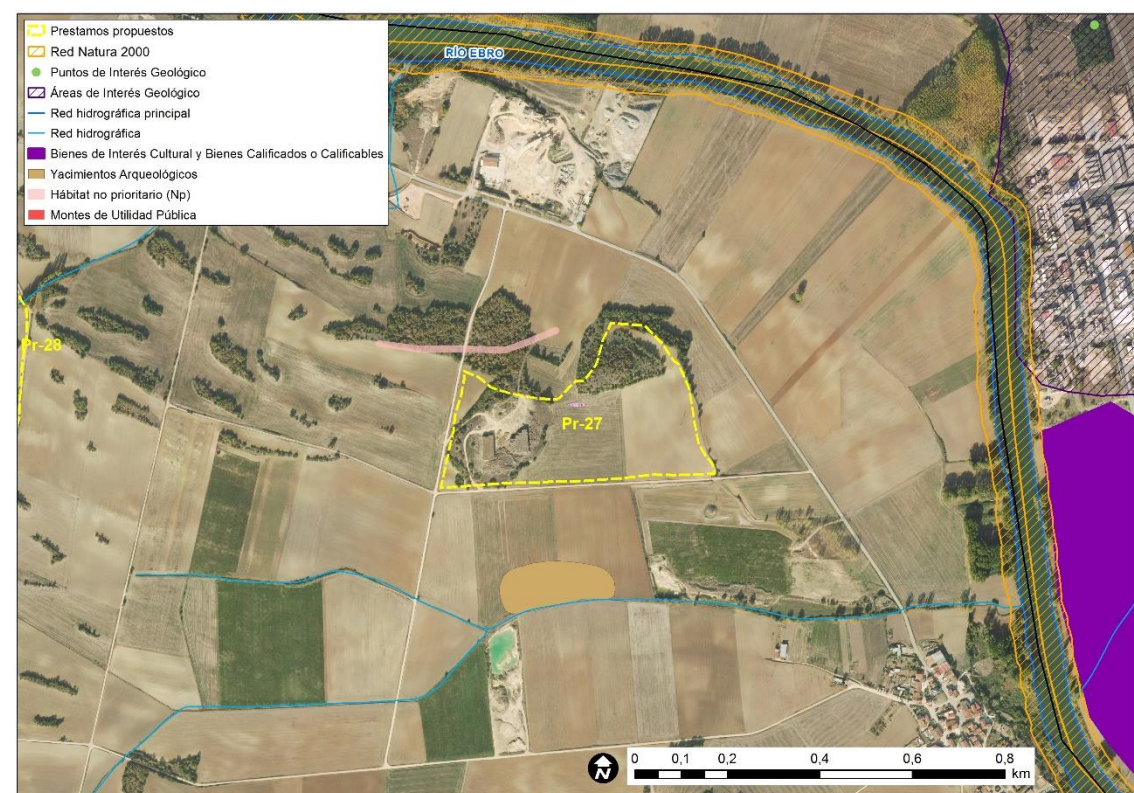 Prestamos propuestos
Red Natura 2000
Puntos de Interés Geológico
Áreas de Interés Geológico
Red hidrográfica principal
Red hidrográfica
Bienes de Interés Cultural y Bienes Calificados o Calificables
Yacimientos Arqueológicos
Hábitat no prioritario (Np)
Montes de Utilidad Pública
RÍO EBRO
Pr-28
Pr-27
N
0 0,1 0,2 0,4 0,6 0,8
km